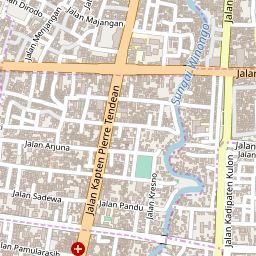 Jalan Dirodo
Jalan Majangan
Jalan Menjangan
Sungai Winongo
Jalan
Jalan Kapten Pierre Tendean
Jalan Arjuna
Jalan Kresno
Jalan Kadipaten Kulon
Jalan Sadewa
Jalan Pandu
Jalan Pamularsih